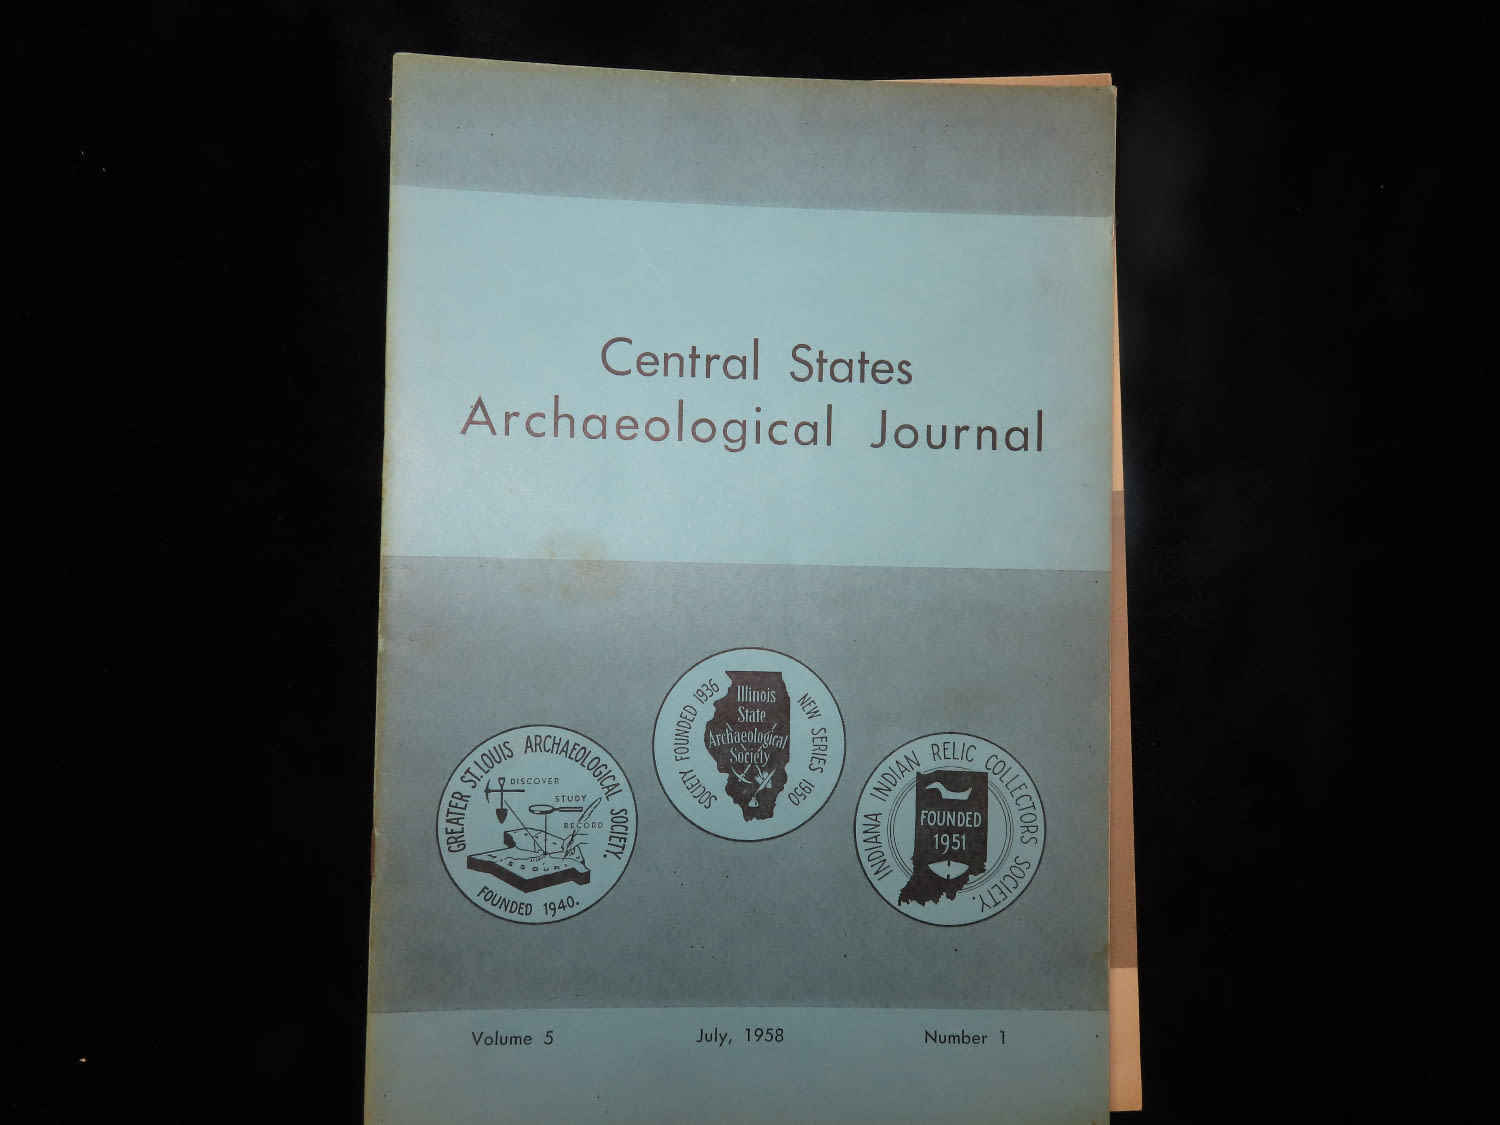 Central States
Archaeological Journal
SOCIETY FOUNDED 1936
NEW SERIES 1950
Illinois
State
Archaeological
Society
GREATER ST. LOUIS ARCHAEOLOGICAL SOCIETY.
DISCOVER
STUDY
RECORD
FOUNDED 1940.
INDIANA INDIAN RELIC COLLECTORS SOCIETY.
FOUNDED
1951
Volume 5 July, 1958 Number 1